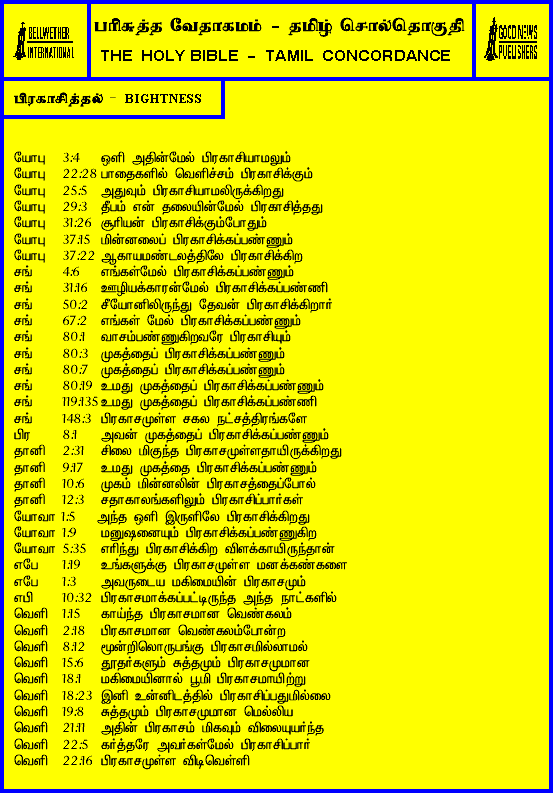 BELLWETHER
INTERNATIONAL
பரிசுத்த வேதாகமம் - தமிழ் சொல்தொகுதி
THE HOLY BIBLE - TAMIL CONCORDANCE
GOOD NEWS
PUBLISHERS
பிரகாசித்தல் - BIGHTNESS
யோபு 3:4 ஒளி அதின்மேல் பிரகாசியாமலும்
யோபு 22:28 பாதைகளில் வெளிச்சம் பிரகாசிக்கும்
யோபு 25:5 அதுவும் பிரகாசியாமலிருக்கிறது
யோபு 29:3 தீபம் என் தலையின்மேல் பிரகாசித்தது
யோபு 31:26 சூரியன் பிரகாசிக்கும்போதும்
யோபு 37:15 மின்னலைப் பிரகாசிக்கப்பண்ணும்
யோபு 37:22 ஆகாயமண்டலத்திலே பிரகாசிக்கிற
சங் 4:6 எங்கள்மேல் பிரகாசிக்கப்பண்ணும்
சங் 31:16 ஊழியக்காரன்மேல் பிரகாசிக்கப்பண்ணி
சங் 50:2 சீயோனிலிருந்து தேவன் பிரகாசிக்கிறார்
சங் 67:2 எங்கள் மேல் பிரகாசிக்கப்பண்ணும்
சங் 80:1 வாசம்பண்ணுகிறவரே பிரகாசியும்
சங் 80:3 முகத்தைப் பிரகாசிக்கப்பண்ணும்
சங் 80:7 முகத்தைப் பிரகாசிக்கப்பண்ணும்
சங் 80:19 உமது முகத்தைப் பிரகாசிக்கப்பண்ணும்
சங் 119:135 உமது முகத்தைப் பிரகாசிக்கப்பண்ணி
சங் 148:3 பிரகாசமுள்ள சகல நட்சத்திரங்களே
பிர 8:1 அவன் முகத்தைப் பிரகாசிக்கப்பண்ணும்
தானி 2:31 சிலை மிகுந்த பிரகாசமுள்ளதாயிருக்கிறது
தானி 9:17 உமது முகத்தை பிரகாசிக்கப்பண்ணும்
தானி 10:6 முகம் மின்னலின் பிரகாசத்தைப்போல்
தானி 12:3 சதாகாலங்களிலும் பிரகாசிப்பார்கள்
யோவா 1:5 அந்த ஒளி இருளிலே பிரகாசிக்கிறது
யோவா 1:9 மனுஷனையும் பிரகாசிக்கப்பண்ணுகிற
யோவா 5:35 எரிந்து பிரகாசிக்கிற விளக்காயிருந்தான்
எபே 1:19 உங்களுக்கு பிரகாசமுள்ள மனக்கண்களை
எபே 1:3 அவருடைய மகிமையின் பிரகாசமும்
எபி 10:32 பிரகாசமாக்கப்பட்டிருந்த அந்த நாட்களில்
வெளி 1:15 காய்ந்த பிரகாசமான வெண்கலம்
வெளி 2:18 பிரகாசமான வெண்கலம்போன்ற
வெளி 8:12 மூன்றிலொருபங்கு பிரகாசமில்லாமல்
வெளி 15:6 தூதர்களும் சுத்தமும் பிரகாசமுமான
வெளி 18:1 மகிமையினால் பூமி பிரகாசமாயிற்று
வெளி 18:23 இனி உன்னிடத்தில் பிரகாசிப்பதுமில்லை
வெளி 19:8 சுத்தமும் பிரகாசமுமான மெல்லிய
வெளி 21:11 அதின் பிரகாசம் மிகவும் விலையுயர்ந்த
வெளி 22:5 கர்த்தரே அவர்கள்மேல் பிரகாசிப்பார்
வெளி 22:16 பிரகாசமுள்ள விடிவெள்ளி